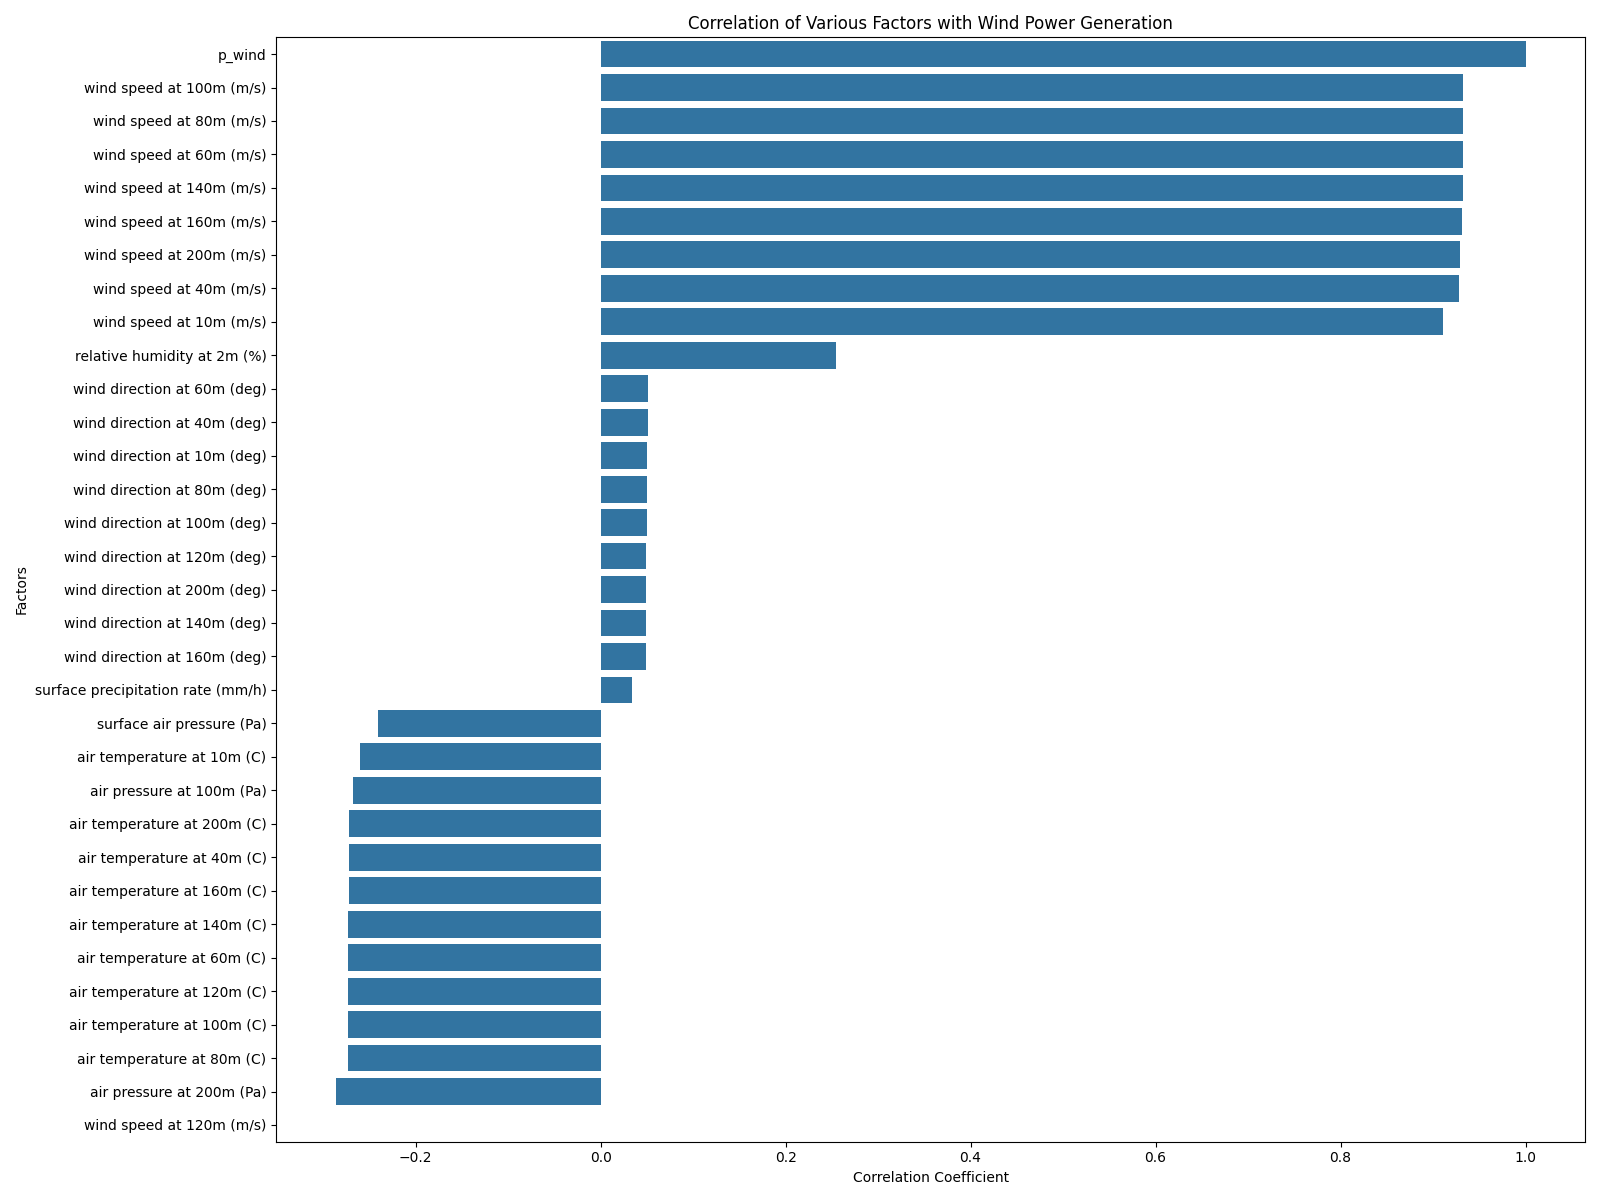 Correlation of Various Factors with Wind Power Generation
p_wind
wind speed at 100m (m/s)
wind speed at 80m (m/s)
wind speed at 60m (m/s)
wind speed at 140m (m/s)
wind speed at 160m (m/s)
wind speed at 200m (m/s)
wind speed at 40m (m/s)
wind speed at 10m (m/s)
relative humidity at 2m (%)
wind direction at 60m (deg)
wind direction at 40m (deg)
wind direction at 10m (deg)
wind direction at 80m (deg)
wind direction at 100m (deg)
wind direction at 120m (deg)
wind direction at 200m (deg)
wind direction at 140m (deg)
wind direction at 160m (deg)
surface precipitation rate (mm/h)
surface air pressure (Pa)
air temperature at 10m (C)
air pressure at 100m (Pa)
air temperature at 200m (C)
air temperature at 40m (C)
air temperature at 160m (C)
air temperature at 140m (C)
air temperature at 60m (C)
air temperature at 120m (C)
air temperature at 100m (C)
air temperature at 80m (C)
air pressure at 200m (Pa)
wind speed at 120m (m/s)
Factors
−0.2 0.0 0.2 0.4 0.6 0.8 1.0
Correlation Coefficient